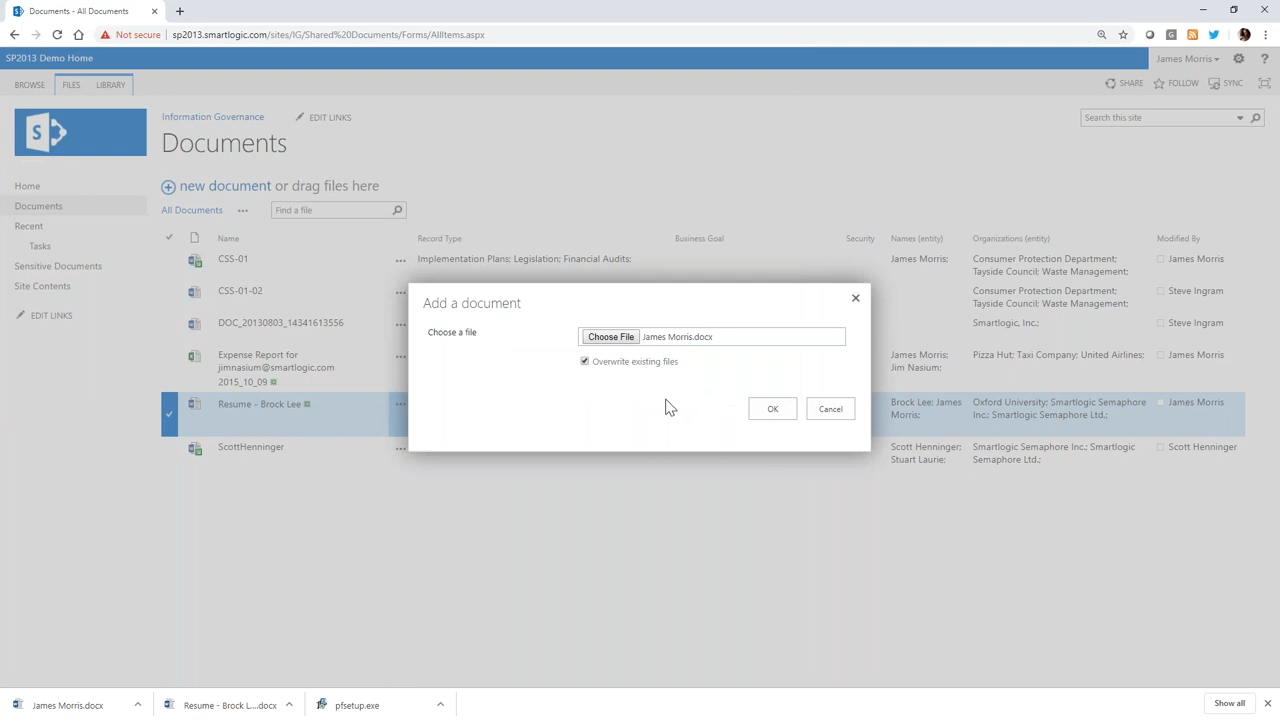 Documents - All Documents
Not secure sp2013.smartlogic.com/sites/IG/Shared%20Documents/Forms/AllItems.aspx
SP2013 Demo Home
James Morris
BROWSE FILES LIBRARY
SHARE FOLLOW SYNC
Information Governance EDIT LINKS
Search this site
Documents
Home
Documents
Recent
Tasks
Sensitive Documents
Site Contents
EDIT LINKS
new document or drag files here
All Documents ••• Find a file
Name Record Type Business Goal Security Names (entity) Organizations (entity) Modified By
CSS-01 ••• Implementation Plans; Legislation; Financial Audits; James Morris; Consumer Protection Department; James Morris
Tayside Council; Waste Management;
CSS-01-02 ••• Consumer Protection Department; Steve Ingram
Tayside Council; Waste Management;
DOC_20130803_14341613556 ••• Smartlogic, Inc.; Steve Ingram
Expense Report for ••• James Morris; Pizza Hut; Taxi Company; United Airlines; James Morris
jimnasium@smartlogic.com Jim Nasium;
2015_10_09
Resume - Brock Lee ••• Brock Lee; James Oxford University; Smartlogic Semaphore James Morris
Morris; Inc.; Smartlogic Semaphore Ltd.;
ScottHenninger ••• Scott Henninger; Smartlogic Semaphore Inc.; Smartlogic Scott Henninger
Stuart Laurie; Semaphore Ltd.;
Add a document
Choose a file Choose File James Morris.docx
Overwrite existing files
OK Cancel
James Morris.docx Resume - Brock L....docx pfsetup.exe Show all